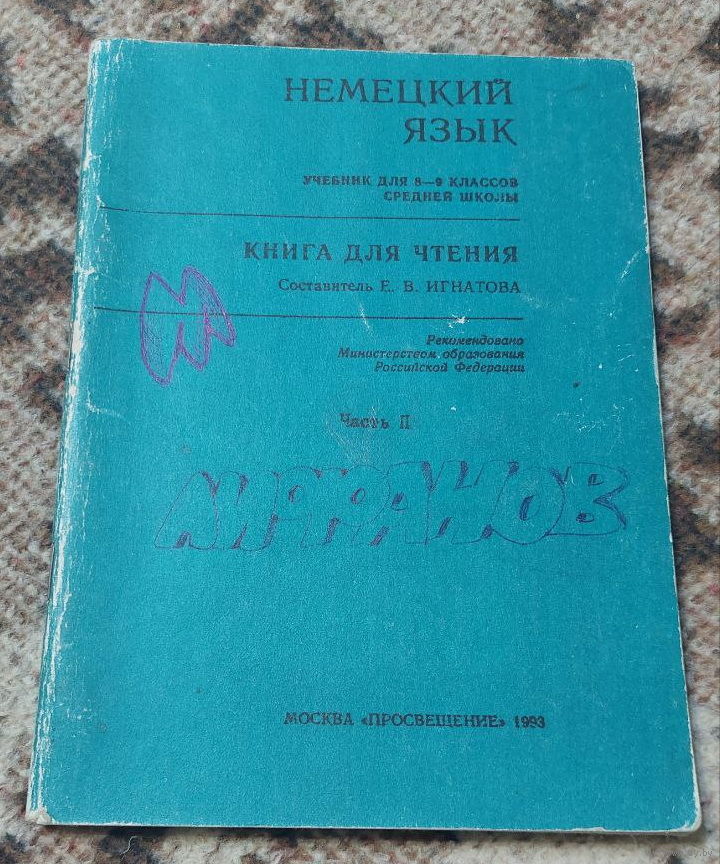 НЕМЕЦКИЙ
ЯЗЫК
УЧЕБНИК ДЛЯ 8—9 КЛАССОВ
СРЕДНЕЙ ШКОЛЫ
КНИГА ДЛЯ ЧТЕНИЯ
Составитель Е. В. ИГНАТОВА
Рекомендовано
Министерством образования
Российской Федерации
Часть II
МОСКВА «ПРОСВЕЩЕНИЕ» 1993